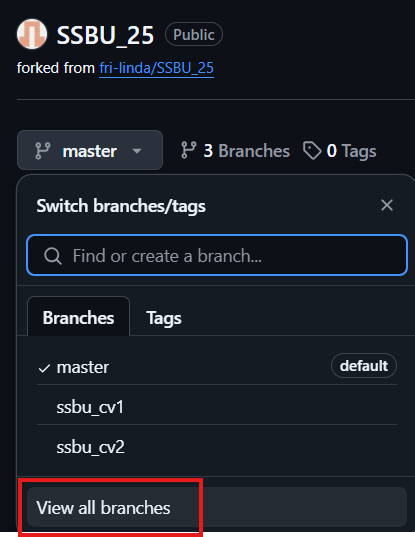 SSBU_25 Public
forked from fri-linda/SSBU_25
master 3 Branches 0 Tags
Switch branches/tags
Find or create a branch...
Branches Tags
master default
ssbu_cv1
ssbu_cv2
View all branches